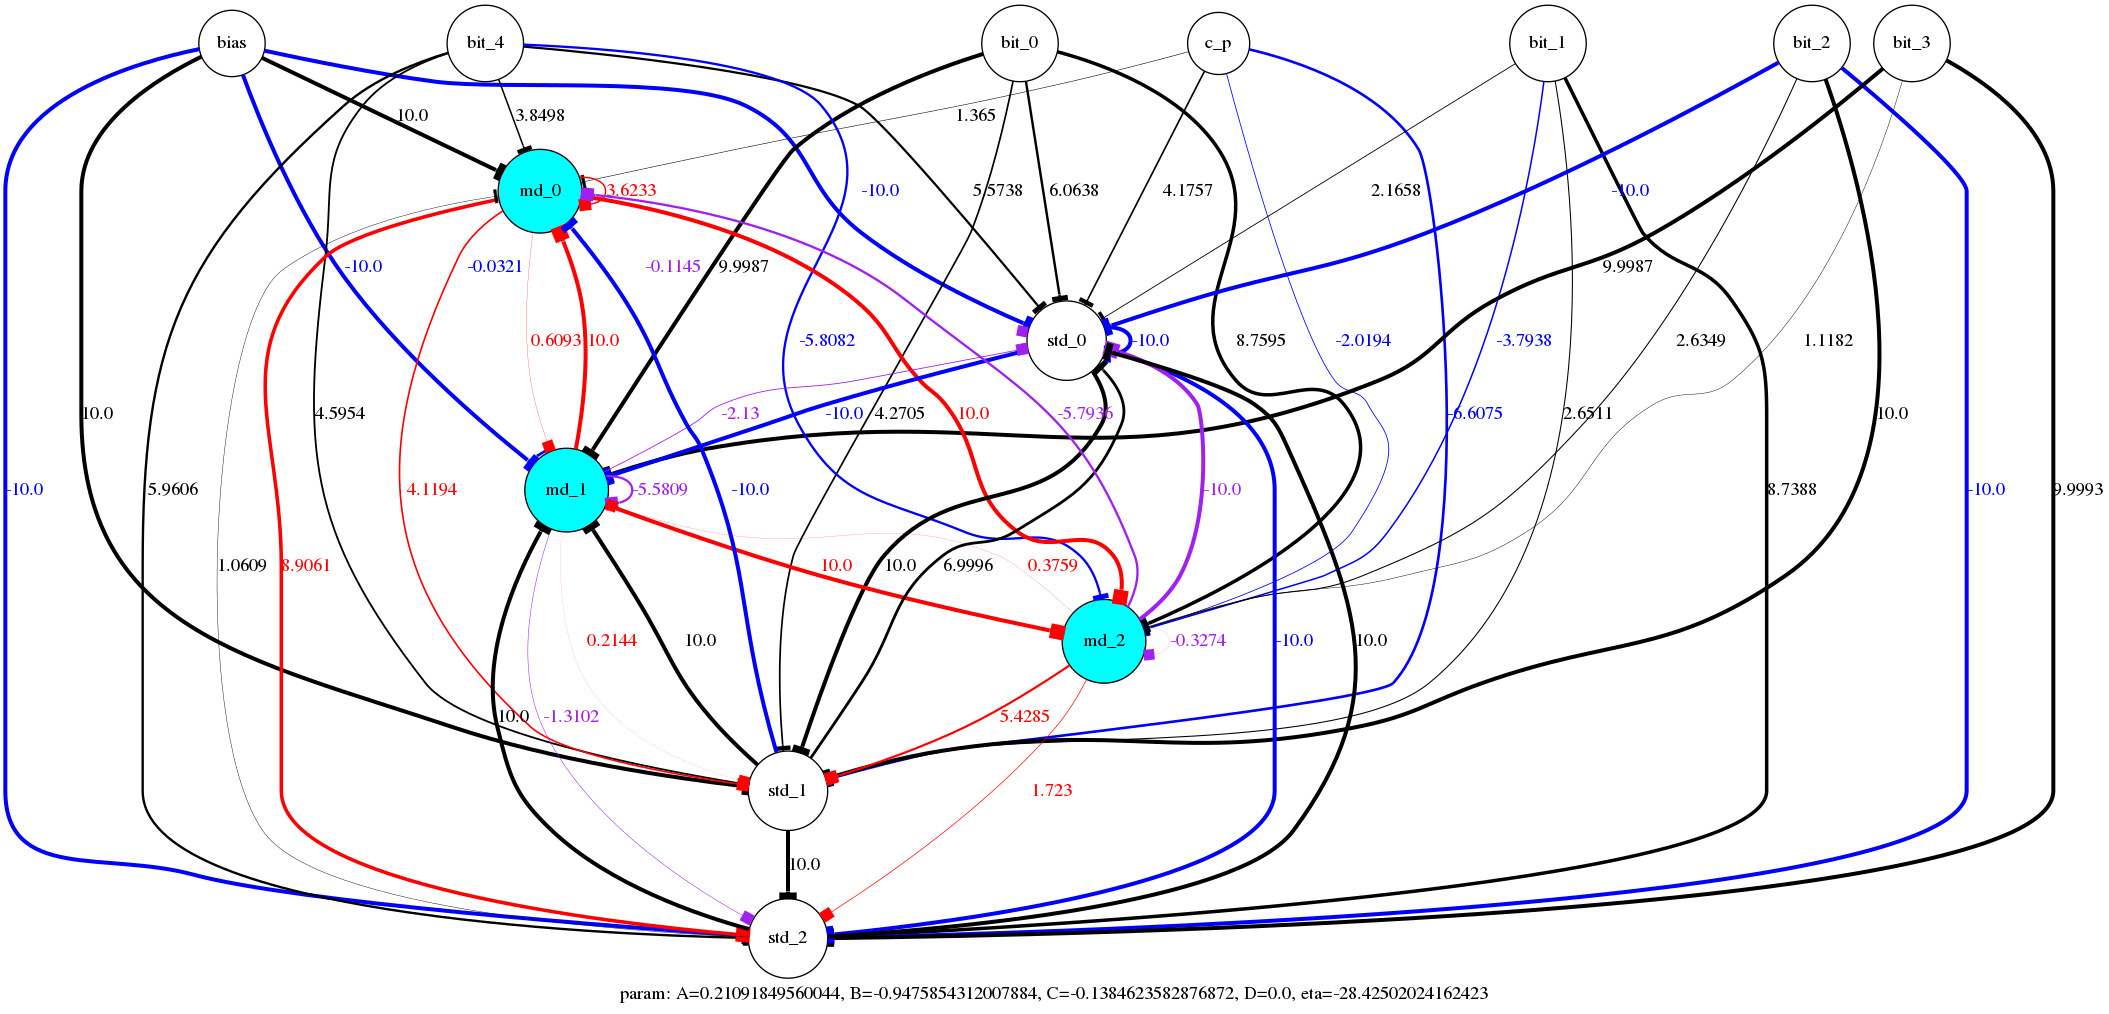 bias bit_4 bit_0 c_p bit_1 bit_2 bit_3
10.0 3.8498 1.365
md_0 3.6233 -10.0 5.5738 6.0638 4.1757 2.1658 -10.0
-10.0 -0.0321 -0.1145 9.9987 9.9987
0.6093 10.0 std_0 -10.0 -5.8082 8.7595 -2.0194 -3.7938 2.6349 1.1182
10.0 4.5954 -2.13 -10.0 4.2705 10.0 -5.7936 -6.6075 2.6511 10.0
-10.0 5.9606 4.1194 md_1 -5.5809 -10.0 -10.0 8.7388 -10.0 9.9993
1.0609 8.9061 10.0 10.0 6.9996 0.3759
0.2144 10.0 md_2 -0.3274 -10.0 10.0
10.0 -1.3102 5.4285
std_1 1.723
10.0
std_2
param: A=0.21091849560044, B=-0.9475854312007884, C=-0.1384623582876872, D=0.0, eta=-28.42502024162423